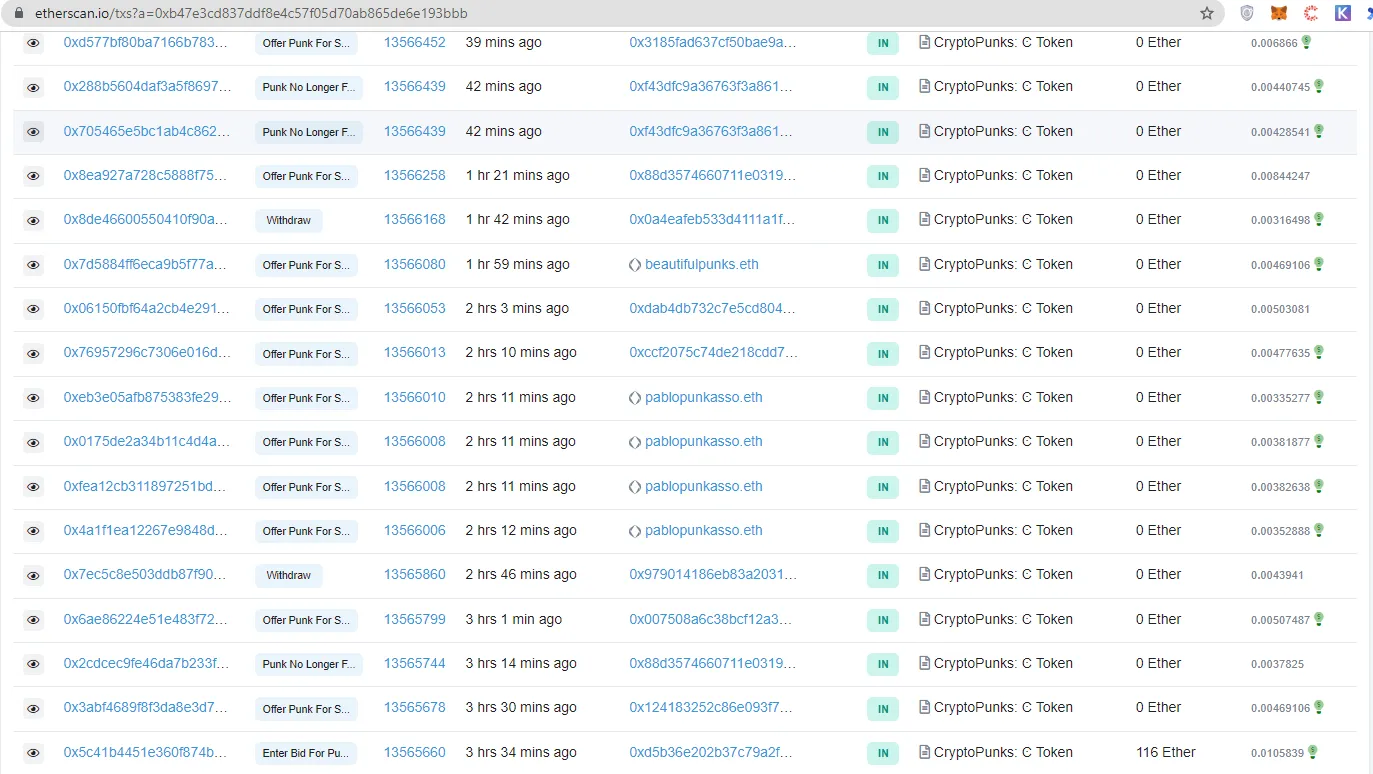 etherscan.io/txs?a=0xb47e3cd837ddf8e4c57f05d70ab865de6e193bbb
0xd577bf80ba7166b783... Offer Punk For S... 13566452 39 mins ago 0x3185fad637cf50bae9a... IN CryptoPunks: C Token 0 Ether 0.006866
0x288b5604daf3a5f8697... Punk No Longer F... 13566439 42 mins ago 0xf43dfc9a36763f3a861... IN CryptoPunks: C Token 0 Ether 0.00440745
0x705465e5bc1ab4c862... Punk No Longer F... 13566439 42 mins ago 0xf43dfc9a36763f3a861... IN CryptoPunks: C Token 0 Ether 0.00428541
0x8ea927a728c5888f75... Offer Punk For S... 13566258 1 hr 21 mins ago 0x88d3574660711e0319... IN CryptoPunks: C Token 0 Ether 0.00844247
0x8de46600550410f90a... Withdraw 13566168 1 hr 42 mins ago 0x0a4eafeb533d4111a1f... IN CryptoPunks: C Token 0 Ether 0.00316498
0x7d5884ff6eca9b5f77a... Offer Punk For S... 13566080 1 hr 59 mins ago beautifulpunks.eth IN CryptoPunks: C Token 0 Ether 0.00469106
0x06150fbf64a2cb4e291... Offer Punk For S... 13566053 2 hrs 3 mins ago 0xdab4db732c7e5cd804... IN CryptoPunks: C Token 0 Ether 0.00503081
0x76957296c7306e016d... Offer Punk For S... 13566013 2 hrs 10 mins ago 0xccf2075c74de218cdd7... IN CryptoPunks: C Token 0 Ether 0.00477635
0xeb3e05afb875383fe29... Offer Punk For S... 13566010 2 hrs 11 mins ago pablopunkasso.eth IN CryptoPunks: C Token 0 Ether 0.00335277
0x0175de2a34b11c4d4a... Offer Punk For S... 13566008 2 hrs 11 mins ago pablopunkasso.eth IN CryptoPunks: C Token 0 Ether 0.00381877
0xfea12cb311897251bd... Offer Punk For S... 13566008 2 hrs 11 mins ago pablopunkasso.eth IN CryptoPunks: C Token 0 Ether 0.00382638
0x4a1f1ea12267e9848d... Offer Punk For S... 13566006 2 hrs 12 mins ago pablopunkasso.eth IN CryptoPunks: C Token 0 Ether 0.00352888
0x7ec5c8e503ddb87f90... Withdraw 13565860 2 hrs 46 mins ago 0x979014186eb83a2031... IN CryptoPunks: C Token 0 Ether 0.0043941
0x6ae86224e51e483f72... Offer Punk For S... 13565799 3 hrs 1 min ago 0x007508a6c38bcf12a3... IN CryptoPunks: C Token 0 Ether 0.00507487
0x2cdcec9fe46da7b233f... Punk No Longer F... 13565744 3 hrs 14 mins ago 0x88d3574660711e0319... IN CryptoPunks: C Token 0 Ether 0.0037825
0x3abf4689f8f3da8e3d7... Offer Punk For S... 13565678 3 hrs 30 mins ago 0x124183252c86e093f7... IN CryptoPunks: C Token 0 Ether 0.00469106
0x5c41b4451e360f874b... Enter Bid For Pu... 13565660 3 hrs 34 mins ago 0xd5b36e202b37c79a2f... IN CryptoPunks: C Token 116 Ether 0.0105839